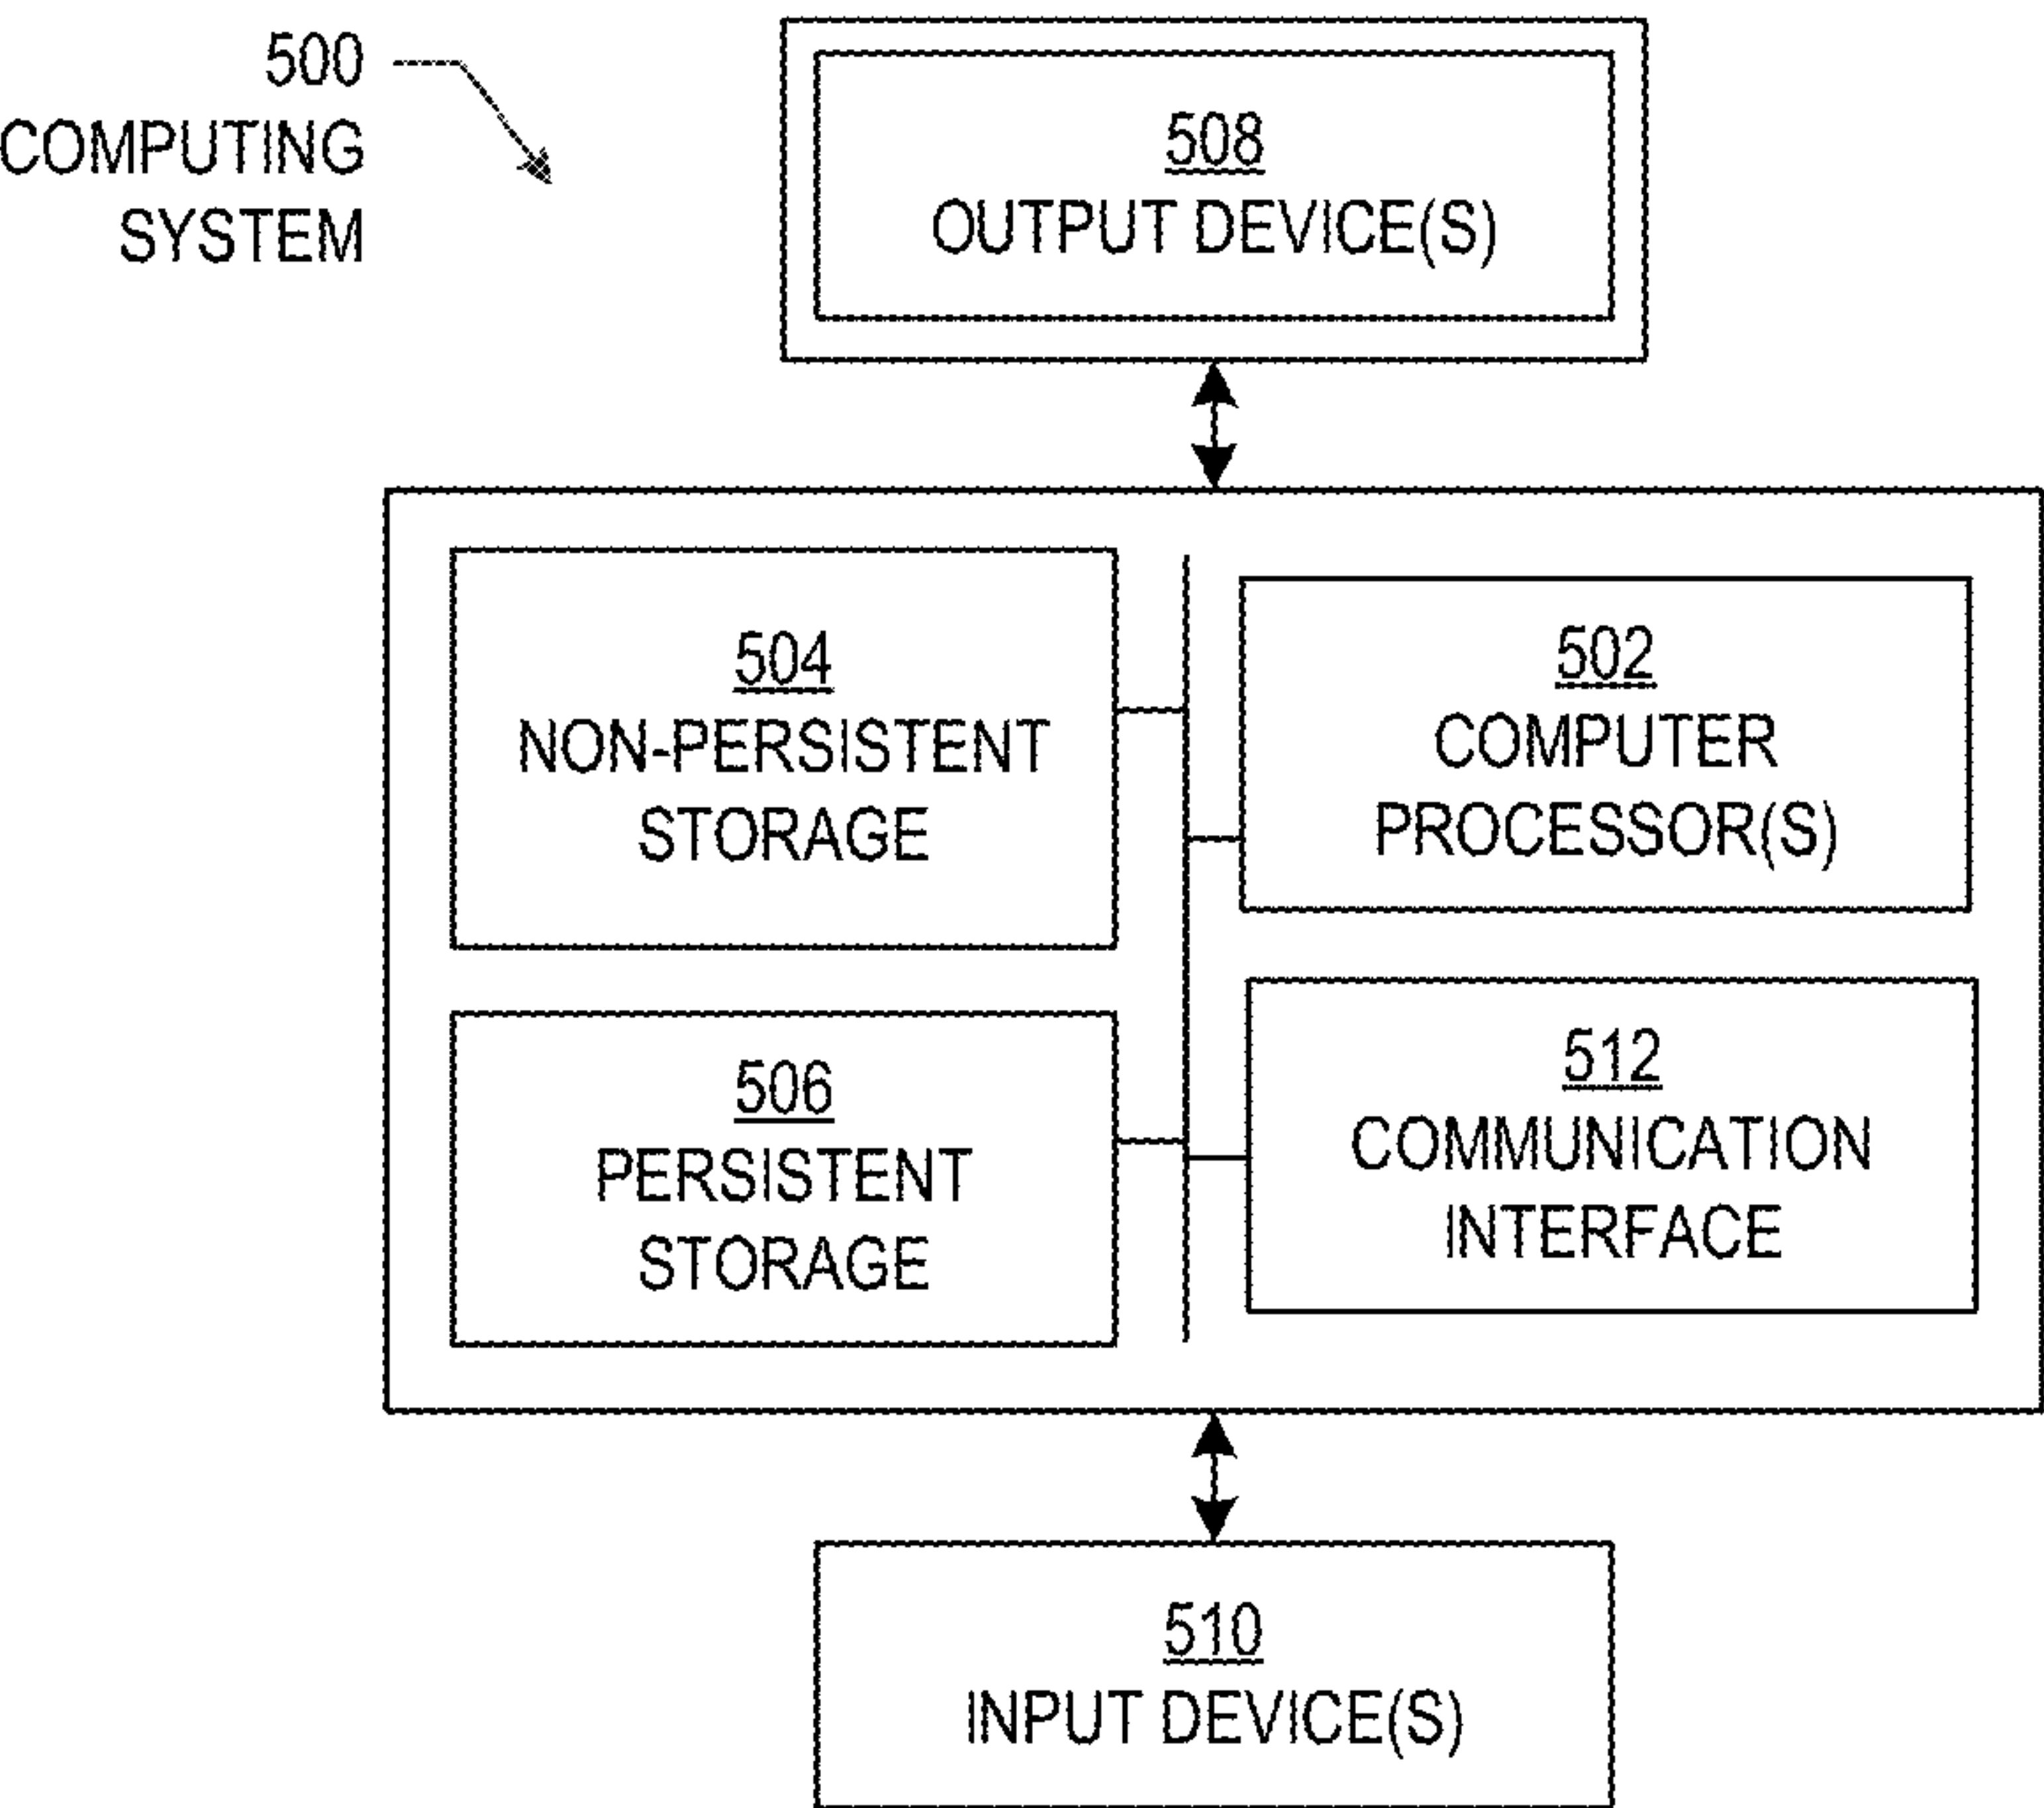 500
COMPUTING
SYSTEM
508
OUTPUT DEVICE(S)
504
NON-PERSISTENT
STORAGE
502
COMPUTER
PROCESSOR(S)
506
PERSISTENT
STORAGE
512
COMMUNICATION
INTERFACE
510
INPUT DEVICE(S)